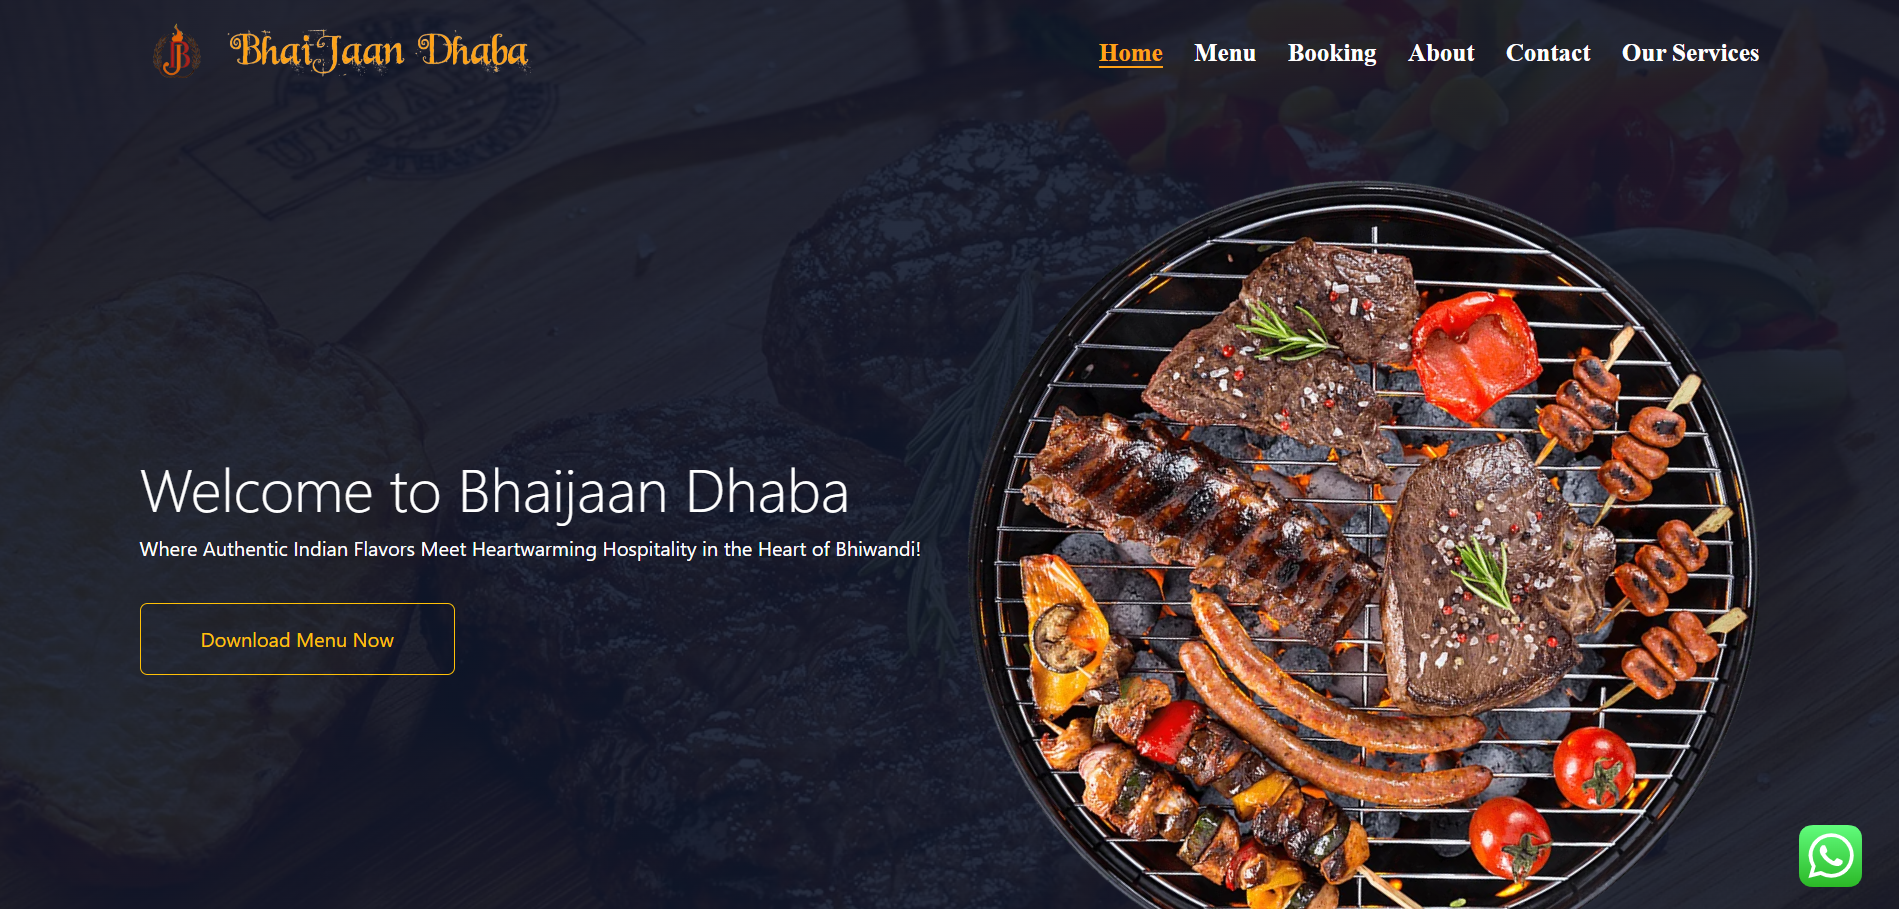 JB
BhaiJaan Dhaba
Home Menu Booking About Contact Our Services
Welcome to Bhaijaan Dhaba
Where Authentic Indian Flavors Meet Heartwarming Hospitality in the Heart of Bhiwandi!
Download Menu Now